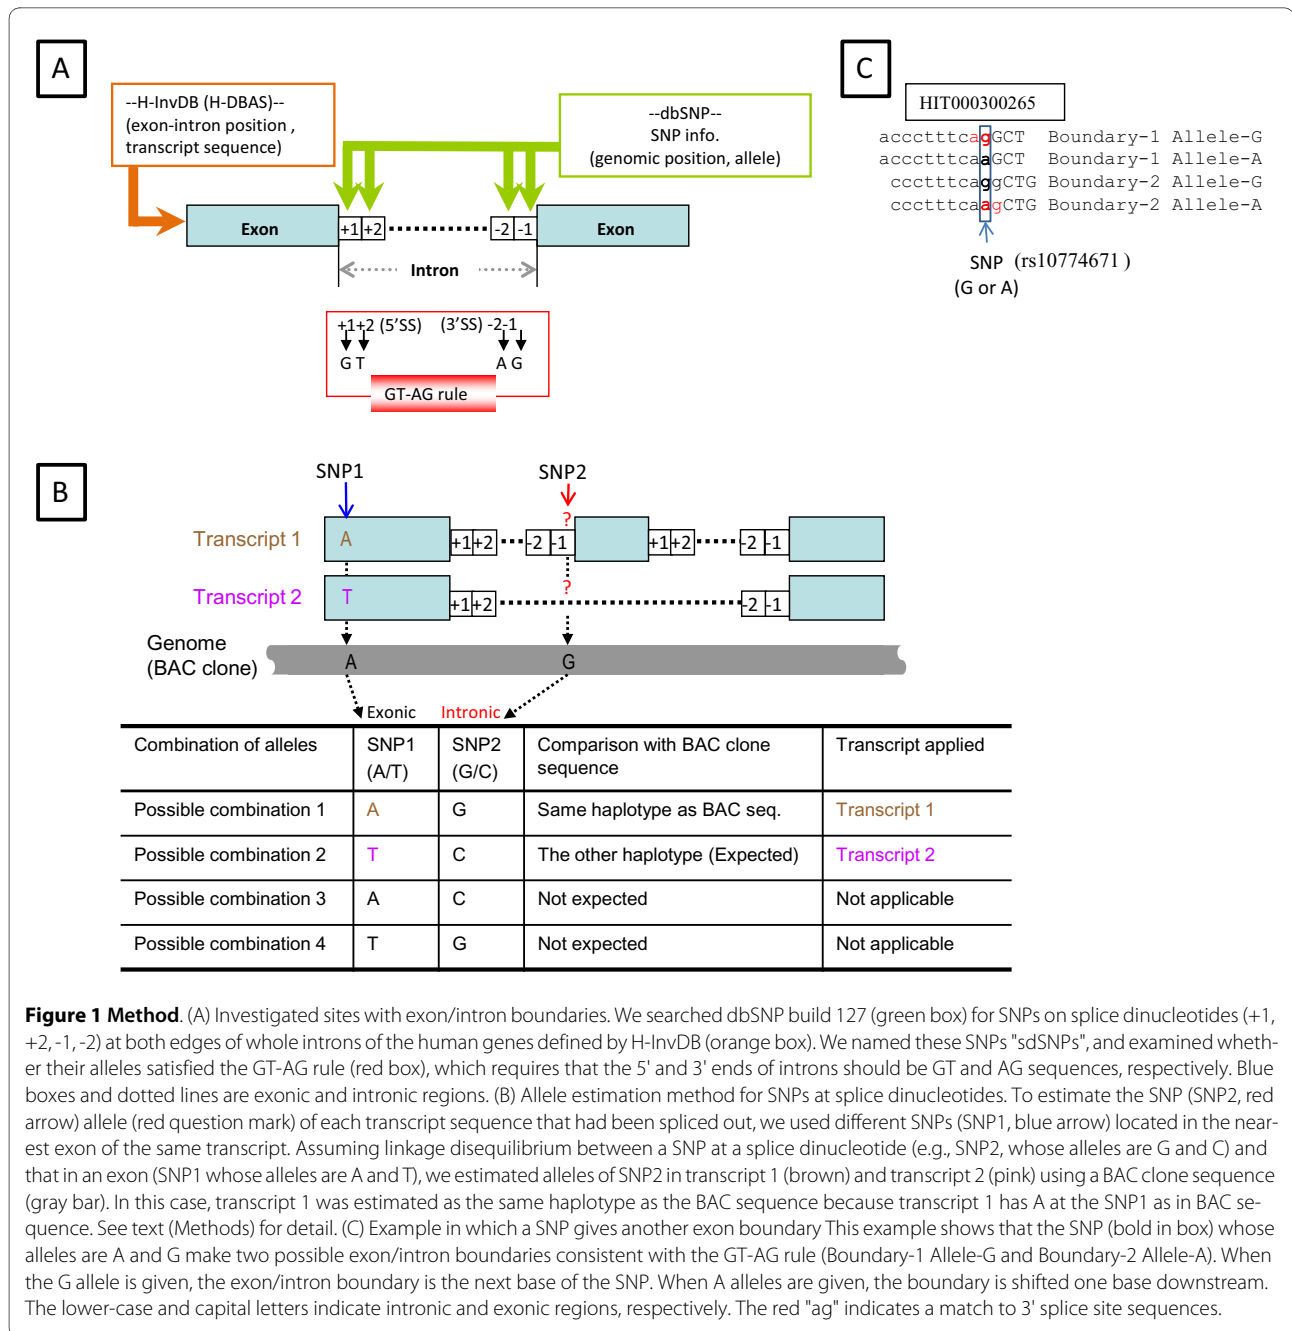 A
--H-InvDB (H-DBAS)--
(exon-intron position ,
transcript sequence)
--dbSNP--
SNP info.
(genomic position, allele)
Exon
+1 +2
-2 -1
Exon
Intron
+1+2 (5'SS) (3'SS) -2-1
G T A G
GT-AG rule
C
HIT000300265
accctttcagGCT Boundary-1 Allele-G
accctttcaaGCT Boundary-1 Allele-A
ccctttcaggCTG Boundary-2 Allele-G
ccctttcaagCTG Boundary-2 Allele-A
SNP (rs10774671 )
(G or A)
B
SNP1 SNP2
?
Transcript 1 A +1 +2 -2 -1 +1 +2 -2 -1
?
Transcript 2 T +1 +2 -2 -1
Genome
(BAC clone) A G
Exonic Intronic
Combination of alleles SNP1 (A/T) SNP2 (G/C) Comparison with BAC clone sequence Transcript applied
Possible combination 1 A G Same haplotype as BAC seq. Transcript 1
Possible combination 2 T C The other haplotype (Expected) Transcript 2
Possible combination 3 A C Not expected Not applicable
Possible combination 4 T G Not expected Not applicable
Figure 1 Method. (A) Investigated sites with exon/intron boundaries. We searched dbSNP build 127 (green box) for SNPs on splice dinucleotides (+1,
+2, -1, -2) at both edges of whole introns of the human genes defined by H-InvDB (orange box). We named these SNPs "sdSNPs", and examined wheth-
er their alleles satisfied the GT-AG rule (red box), which requires that the 5' and 3' ends of introns should be GT and AG sequences, respectively. Blue
boxes and dotted lines are exonic and intronic regions. (B) Allele estimation method for SNPs at splice dinucleotides. To estimate the SNP (SNP2, red
arrow) allele (red question mark) of each transcript sequence that had been spliced out, we used different SNPs (SNP1, blue arrow) located in the near-
est exon of the same transcript. Assuming linkage disequilibrium between a SNP at a splice dinucleotide (e.g., SNP2, whose alleles are G and C) and
that in an exon (SNP1 whose alleles are A and T), we estimated alleles of SNP2 in transcript 1 (brown) and transcript 2 (pink) using a BAC clone sequence
(gray bar). In this case, transcript 1 was estimated as the same haplotype as the BAC sequence because transcript 1 has A at the SNP1 as in BAC se-
quence. See text (Methods) for detail. (C) Example in which a SNP gives another exon boundary This example shows that the SNP (bold in box) whose
alleles are A and G make two possible exon/intron boundaries consistent with the GT-AG rule (Boundary-1 Allele-G and Boundary-2 Allele-A). When
the G allele is given, the exon/intron boundary is the next base of the SNP. When A alleles are given, the boundary is shifted one base downstream.
The lower-case and capital letters indicate intronic and exonic regions, respectively. The red "ag" indicates a match to 3' splice site sequences.